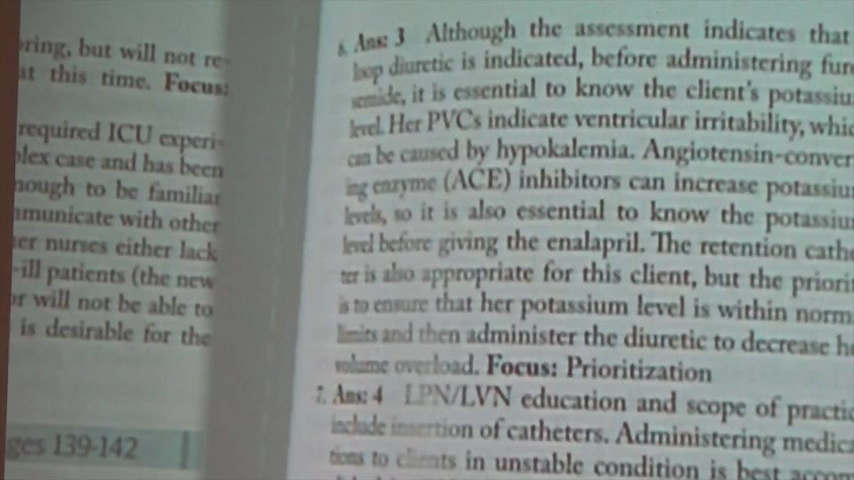 oring, but will not re-
at this time. Focus:
required ICU experi-
plex case and has been
nough to be familiar
mmunicate with other
er nurses either lack
-ill patients (the new
or will not be able to
is desirable for the
ges 139-142
6. Ans: 3 Although the assessment indicates that
loop diuretic is indicated, before administering furo
semide, it is essential to know the client's potassiu
level. Her PVCs indicate ventricular irritability, whic
can be caused by hypokalemia. Angiotensin-conver
ing enzyme (ACE) inhibitors can increase potassiu
levels, so it is also essential to know the potassiu
level before giving the enalapril. The retention cathe
ter is also appropriate for this client, but the priorit
is to ensure that her potassium level is within norm
limits and then administer the diuretic to decrease he
volume overload. Focus: Prioritization
7. Ans: 4 LPN/LVN education and scope of practic
include insertion of catheters. Administering medica
tions to clients in unstable condition is best accom